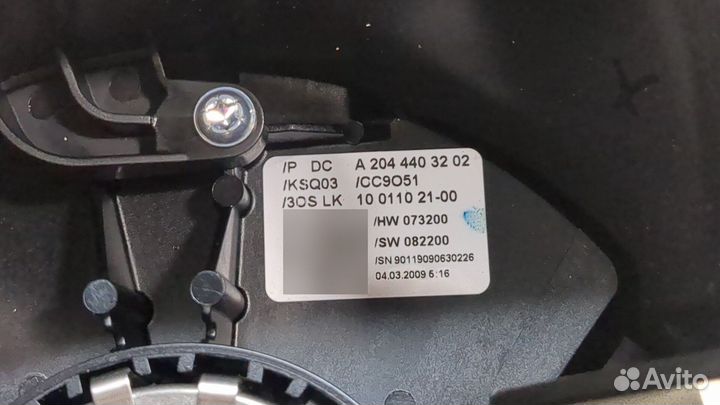 /P DC A 204 440 32 02
/KSQ03 /CC9O51
/3OS LK 10 0110 21-00
/HW 073200
/SW 082200
/SN 90119090630226
04.03.2009 5:16
Avito